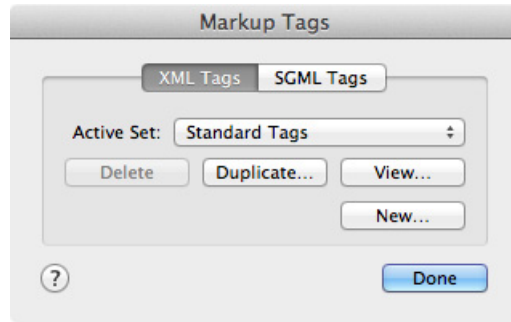 Markup Tags
XML Tags SGML Tags
Active Set: Standard Tags
Delete Duplicate... View...
New...
? Done